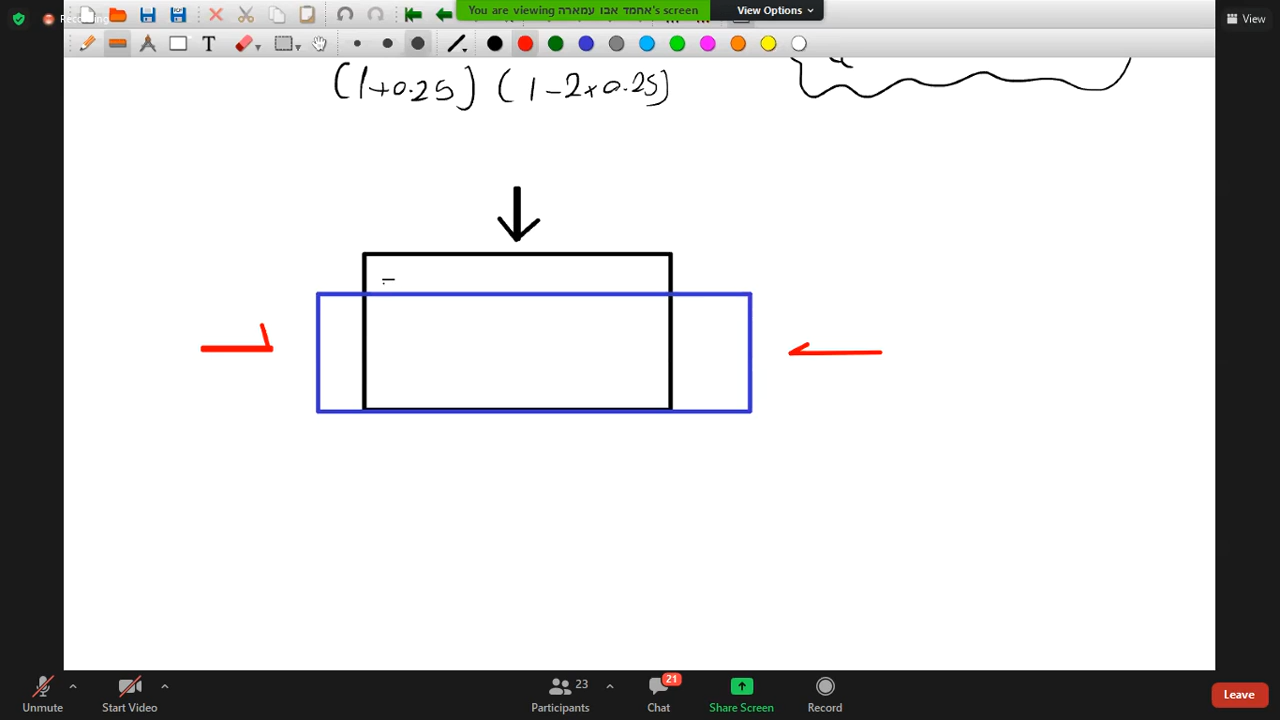 Recording
You are viewing אחמד אבו עמארה's screen
View Options
View
T
(1+0.25) (1-2×0.25)
Unmute
Start Video
23
Participants
21
Chat
Share Screen
Record
Leave